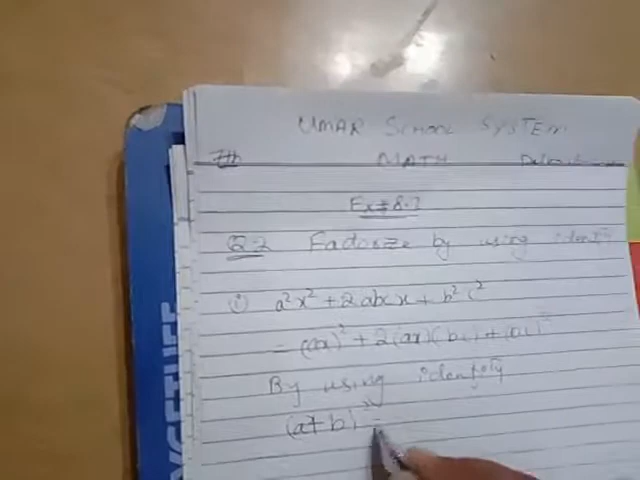 UMAR School SYSTEM
7th MATH
Ex # 8.2
Q.2 Factorize by using identity
(i) a²x² + 2abcx + b²c²
= (ax)² + 2(ax)(bc) + (bc)²
By using identity
(a+b)² =